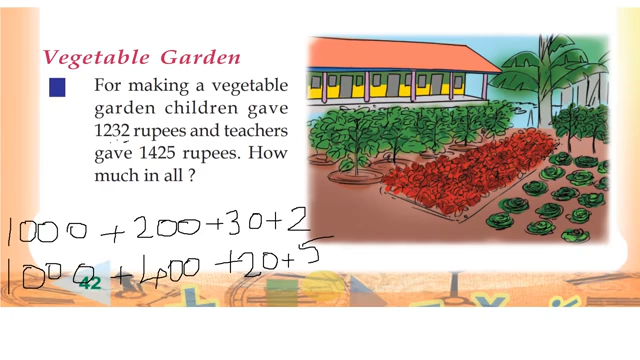 Vegetable Garden
For making a vegetable
garden children gave
1232 rupees and teachers
gave 1425 rupees. How
much in all ?
1000 + 200 + 30 + 2
1000 + 400 + 20 + 5
42